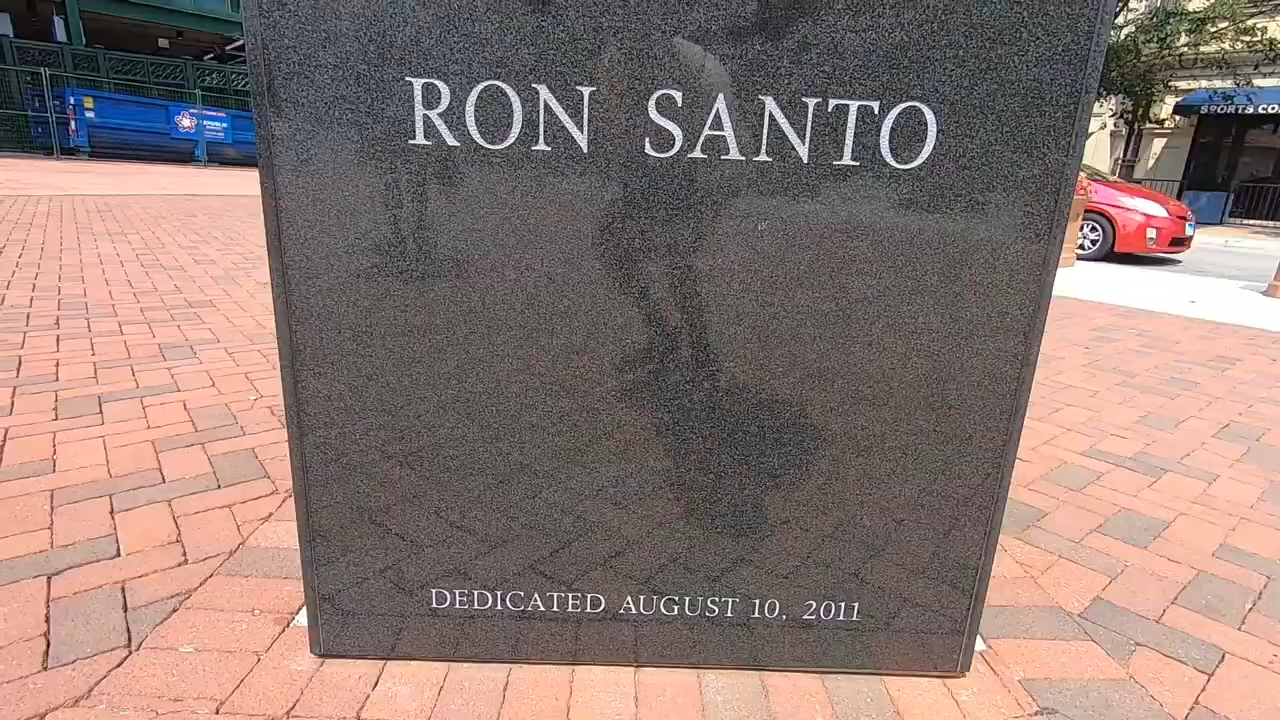 RON SANTO
DEDICATED AUGUST 10, 2011
SPORTS CO